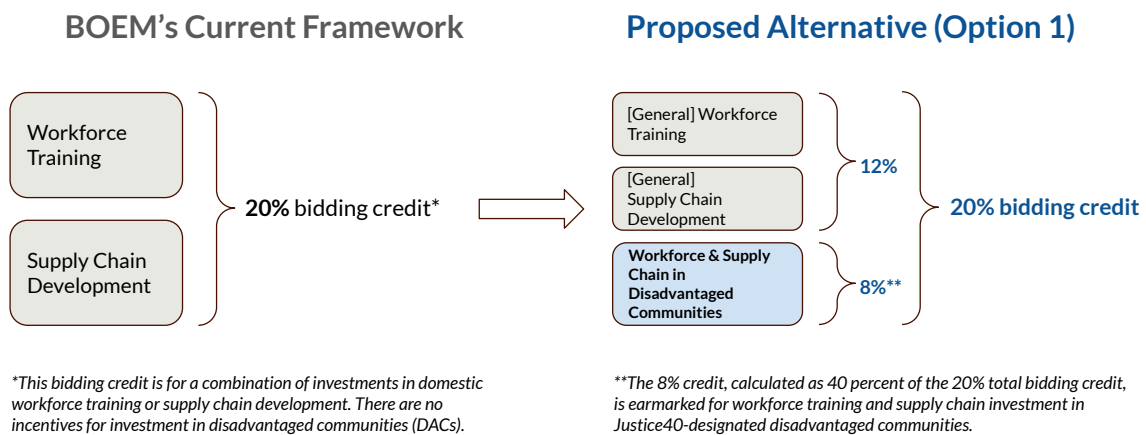 BOEM’s Current Framework
Workforce
Training
Supply Chain
Development
20% bidding credit*
*This bidding credit is for a combination of investments in domestic
workforce training or supply chain development. There are no
incentives for investment in disadvantaged communities (DACs).
Proposed Alternative (Option 1)
[General] Workforce
Training
[General]
Supply Chain
Development
12%
Workforce & Supply
Chain in
Disadvantaged
Communities
8%**
20% bidding credit
**The 8% credit, calculated as 40 percent of the 20% total bidding credit,
is earmarked for workforce training and supply chain investment in
Justice40-designated disadvantaged communities.